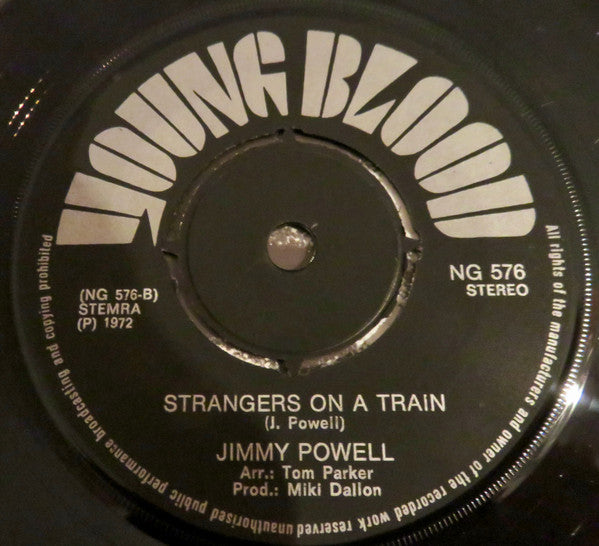 YOUNG BLOOD
NG 576
STEREO
(NG 576-B)
STEMRA
(P) 1972
STRANGERS ON A TRAIN
(J. Powell)
JIMMY POWELL
Arr.: Tom Parker
Prod.: Miki Dallon
All rights of the manufacturers and owner of the recorded work reserved unauthorised public performance broadcasting and copying prohibited